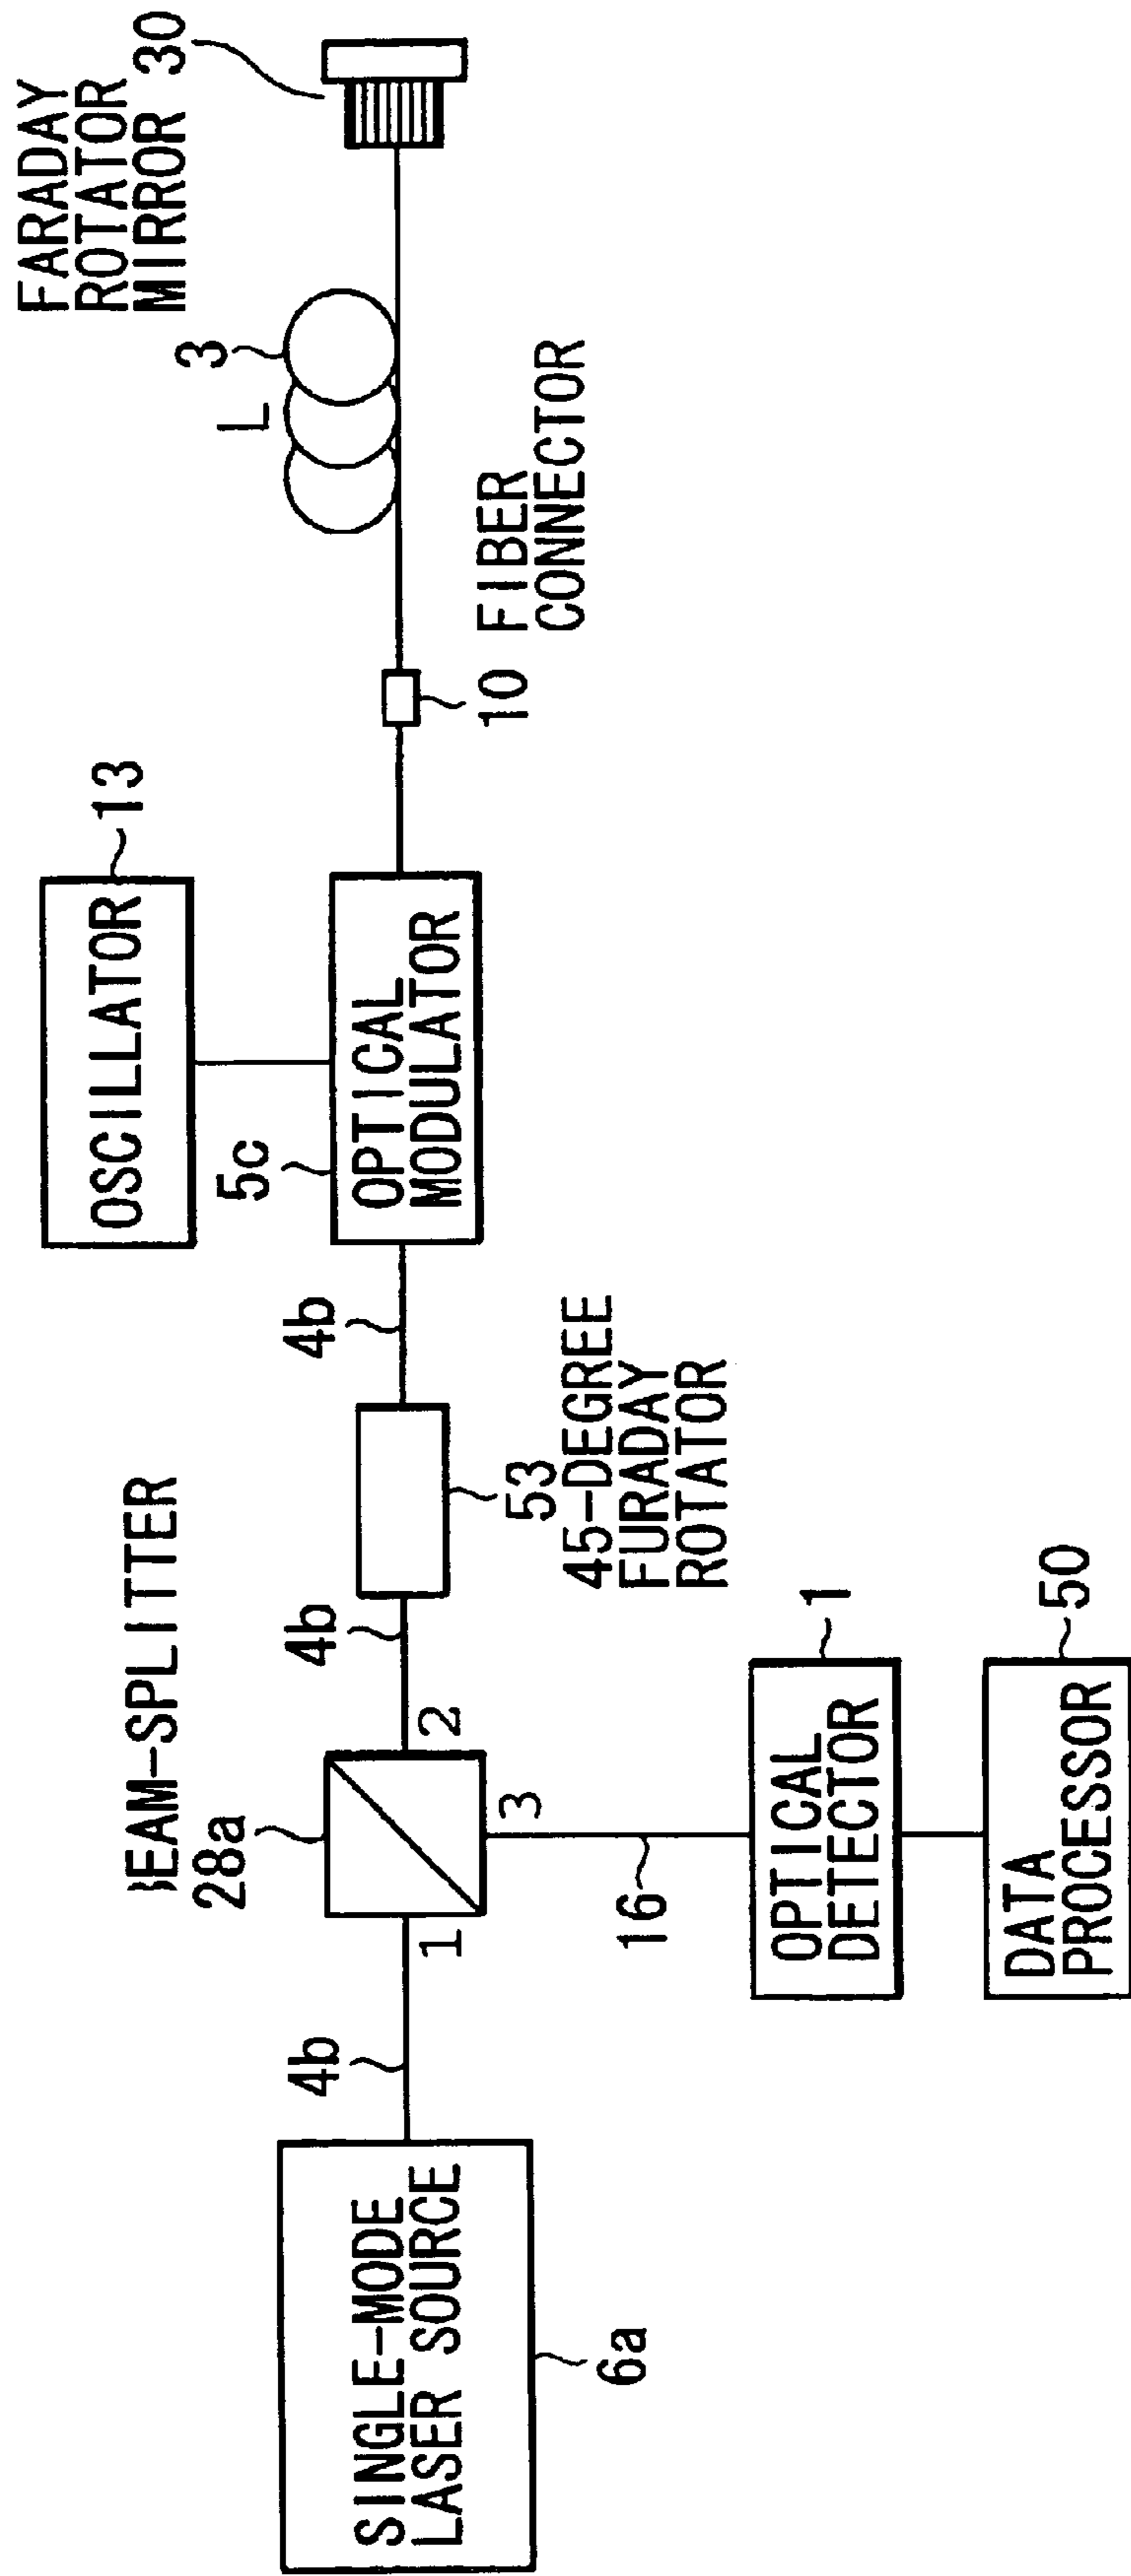 FARADAY
ROTATOR
MIRROR 30
3
L
FIBER
CONNECTOR
10
OSCILLATOR
13
5c
OPTICAL
MODULATOR
4b
53
45-DEGREE
FURADAY
ROTATOR
4b
BEAM-SPLITTER
28a
1
2
3
16
OPTICAL
DETECTOR
1
DATA
PROCESSOR
50
4b
SINGLE-MODE
LASER SOURCE
6a